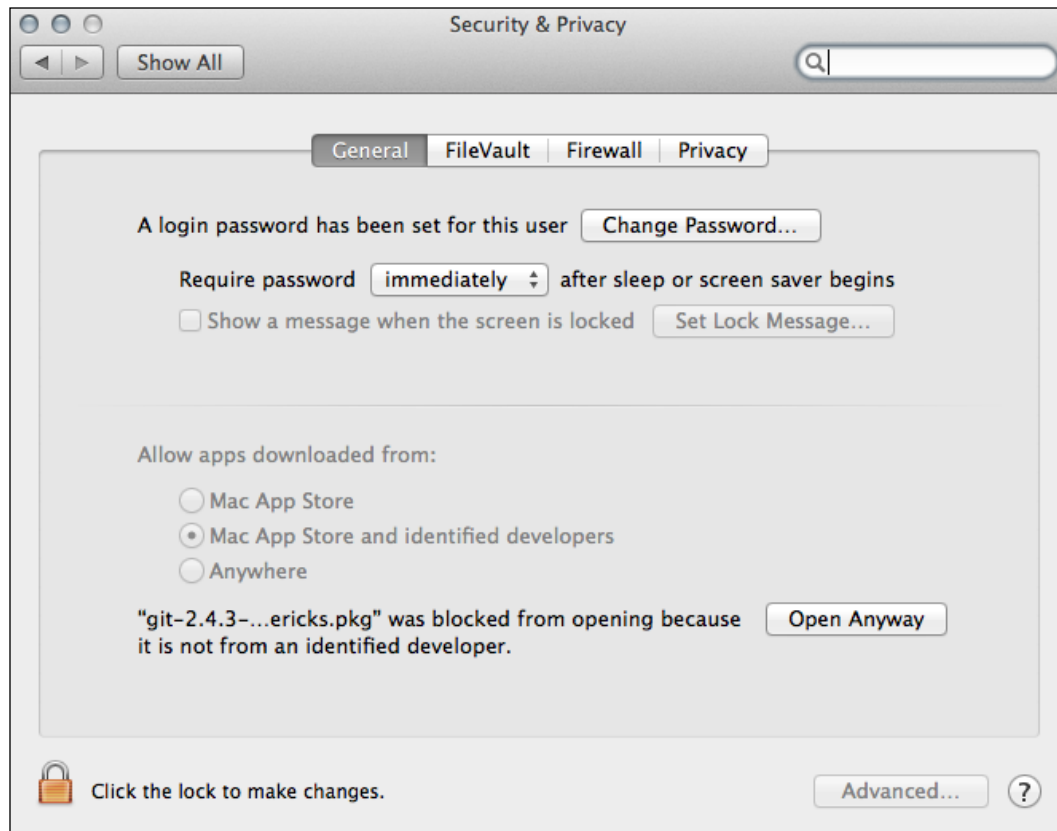 Security & Privacy
Show All
General FileVault Firewall Privacy
A login password has been set for this user Change Password...
Require password immediately after sleep or screen saver begins
Show a message when the screen is locked Set Lock Message...
Allow apps downloaded from:
Mac App Store
Mac App Store and identified developers
Anywhere
"git-2.4.3-...ericks.pkg" was blocked from opening because Open Anyway
it is not from an identified developer.
Click the lock to make changes. Advanced... ?